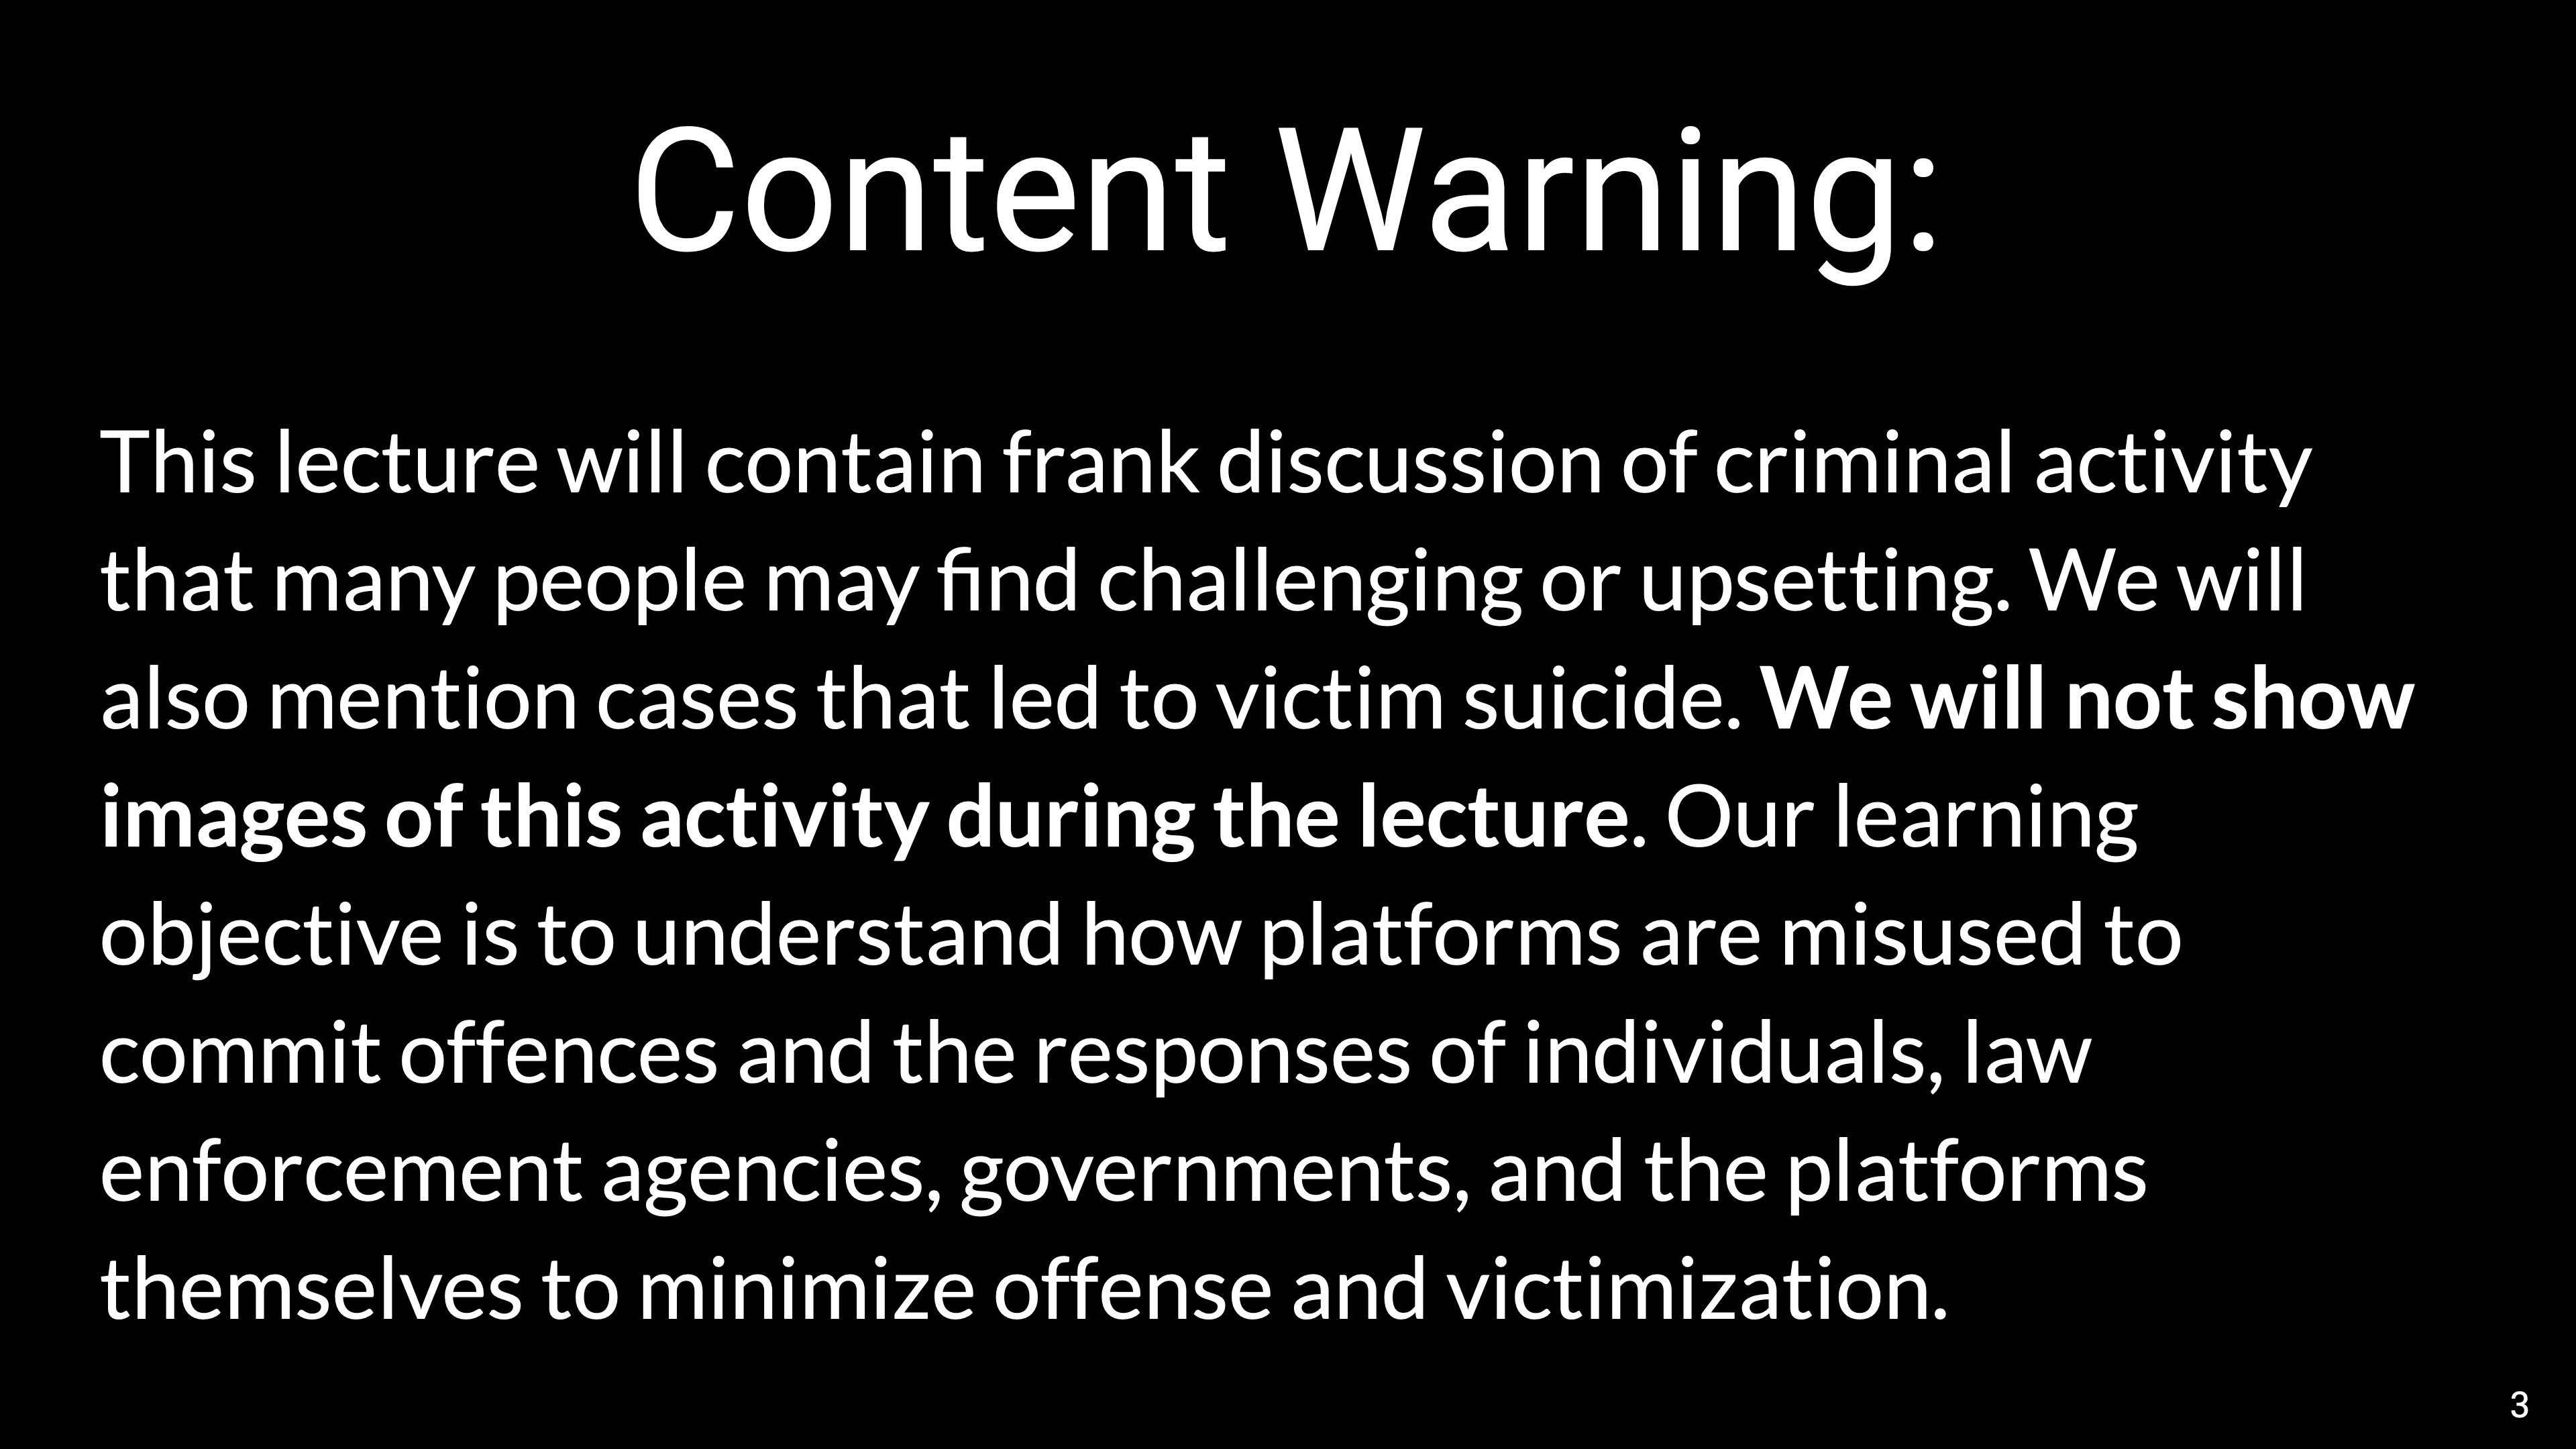 Content Warning:
This lecture will contain frank discussion of criminal activity
that many people may find challenging or upsetting. We will
also mention cases that led to victim suicide. We will not show
images of this activity during the lecture. Our learning
objective is to understand how platforms are misused to
commit offences and the responses of individuals, law
enforcement agencies, governments, and the platforms
themselves to minimize offense and victimization.
3